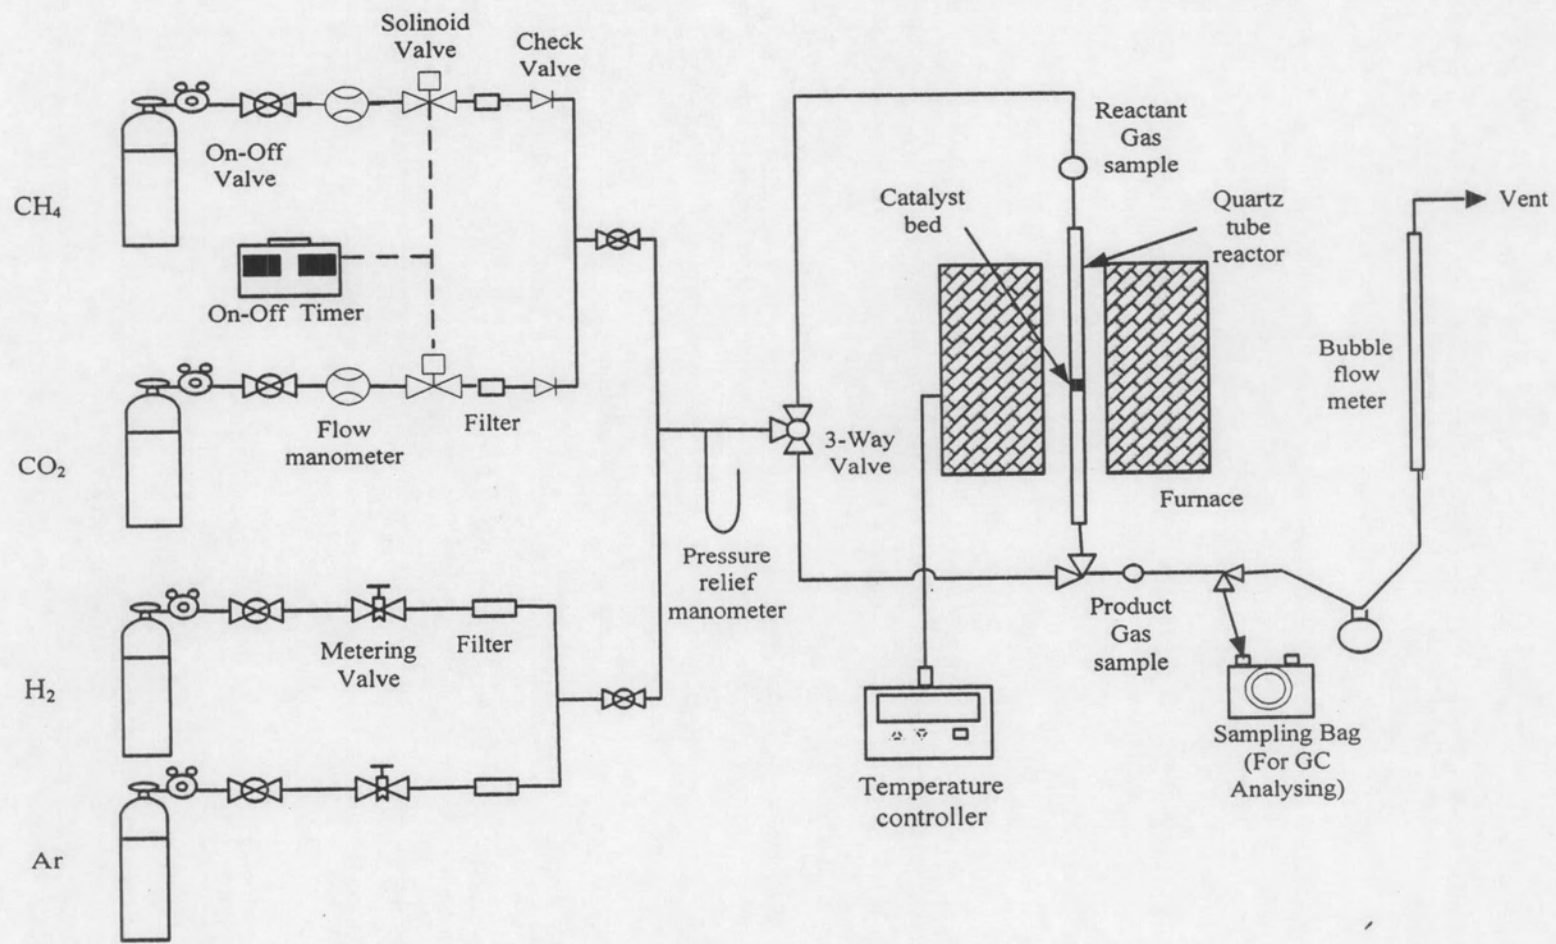 Solinoid
Valve
Check
Valve
On-Off
Valve
CH₄
On-Off Timer
Flow
manometer
Filter
CO₂
Metering
Valve
Filter
H₂
Ar
Pressure
relief
manometer
3-Way
Valve
Reactant
Gas
sample
Catalyst
bed
Quartz
tube
reactor
Furnace
Vent
Bubble
flow
meter
Product
Gas
sample
Temperature
controller
Sampling Bag
(For GC
Analysing)